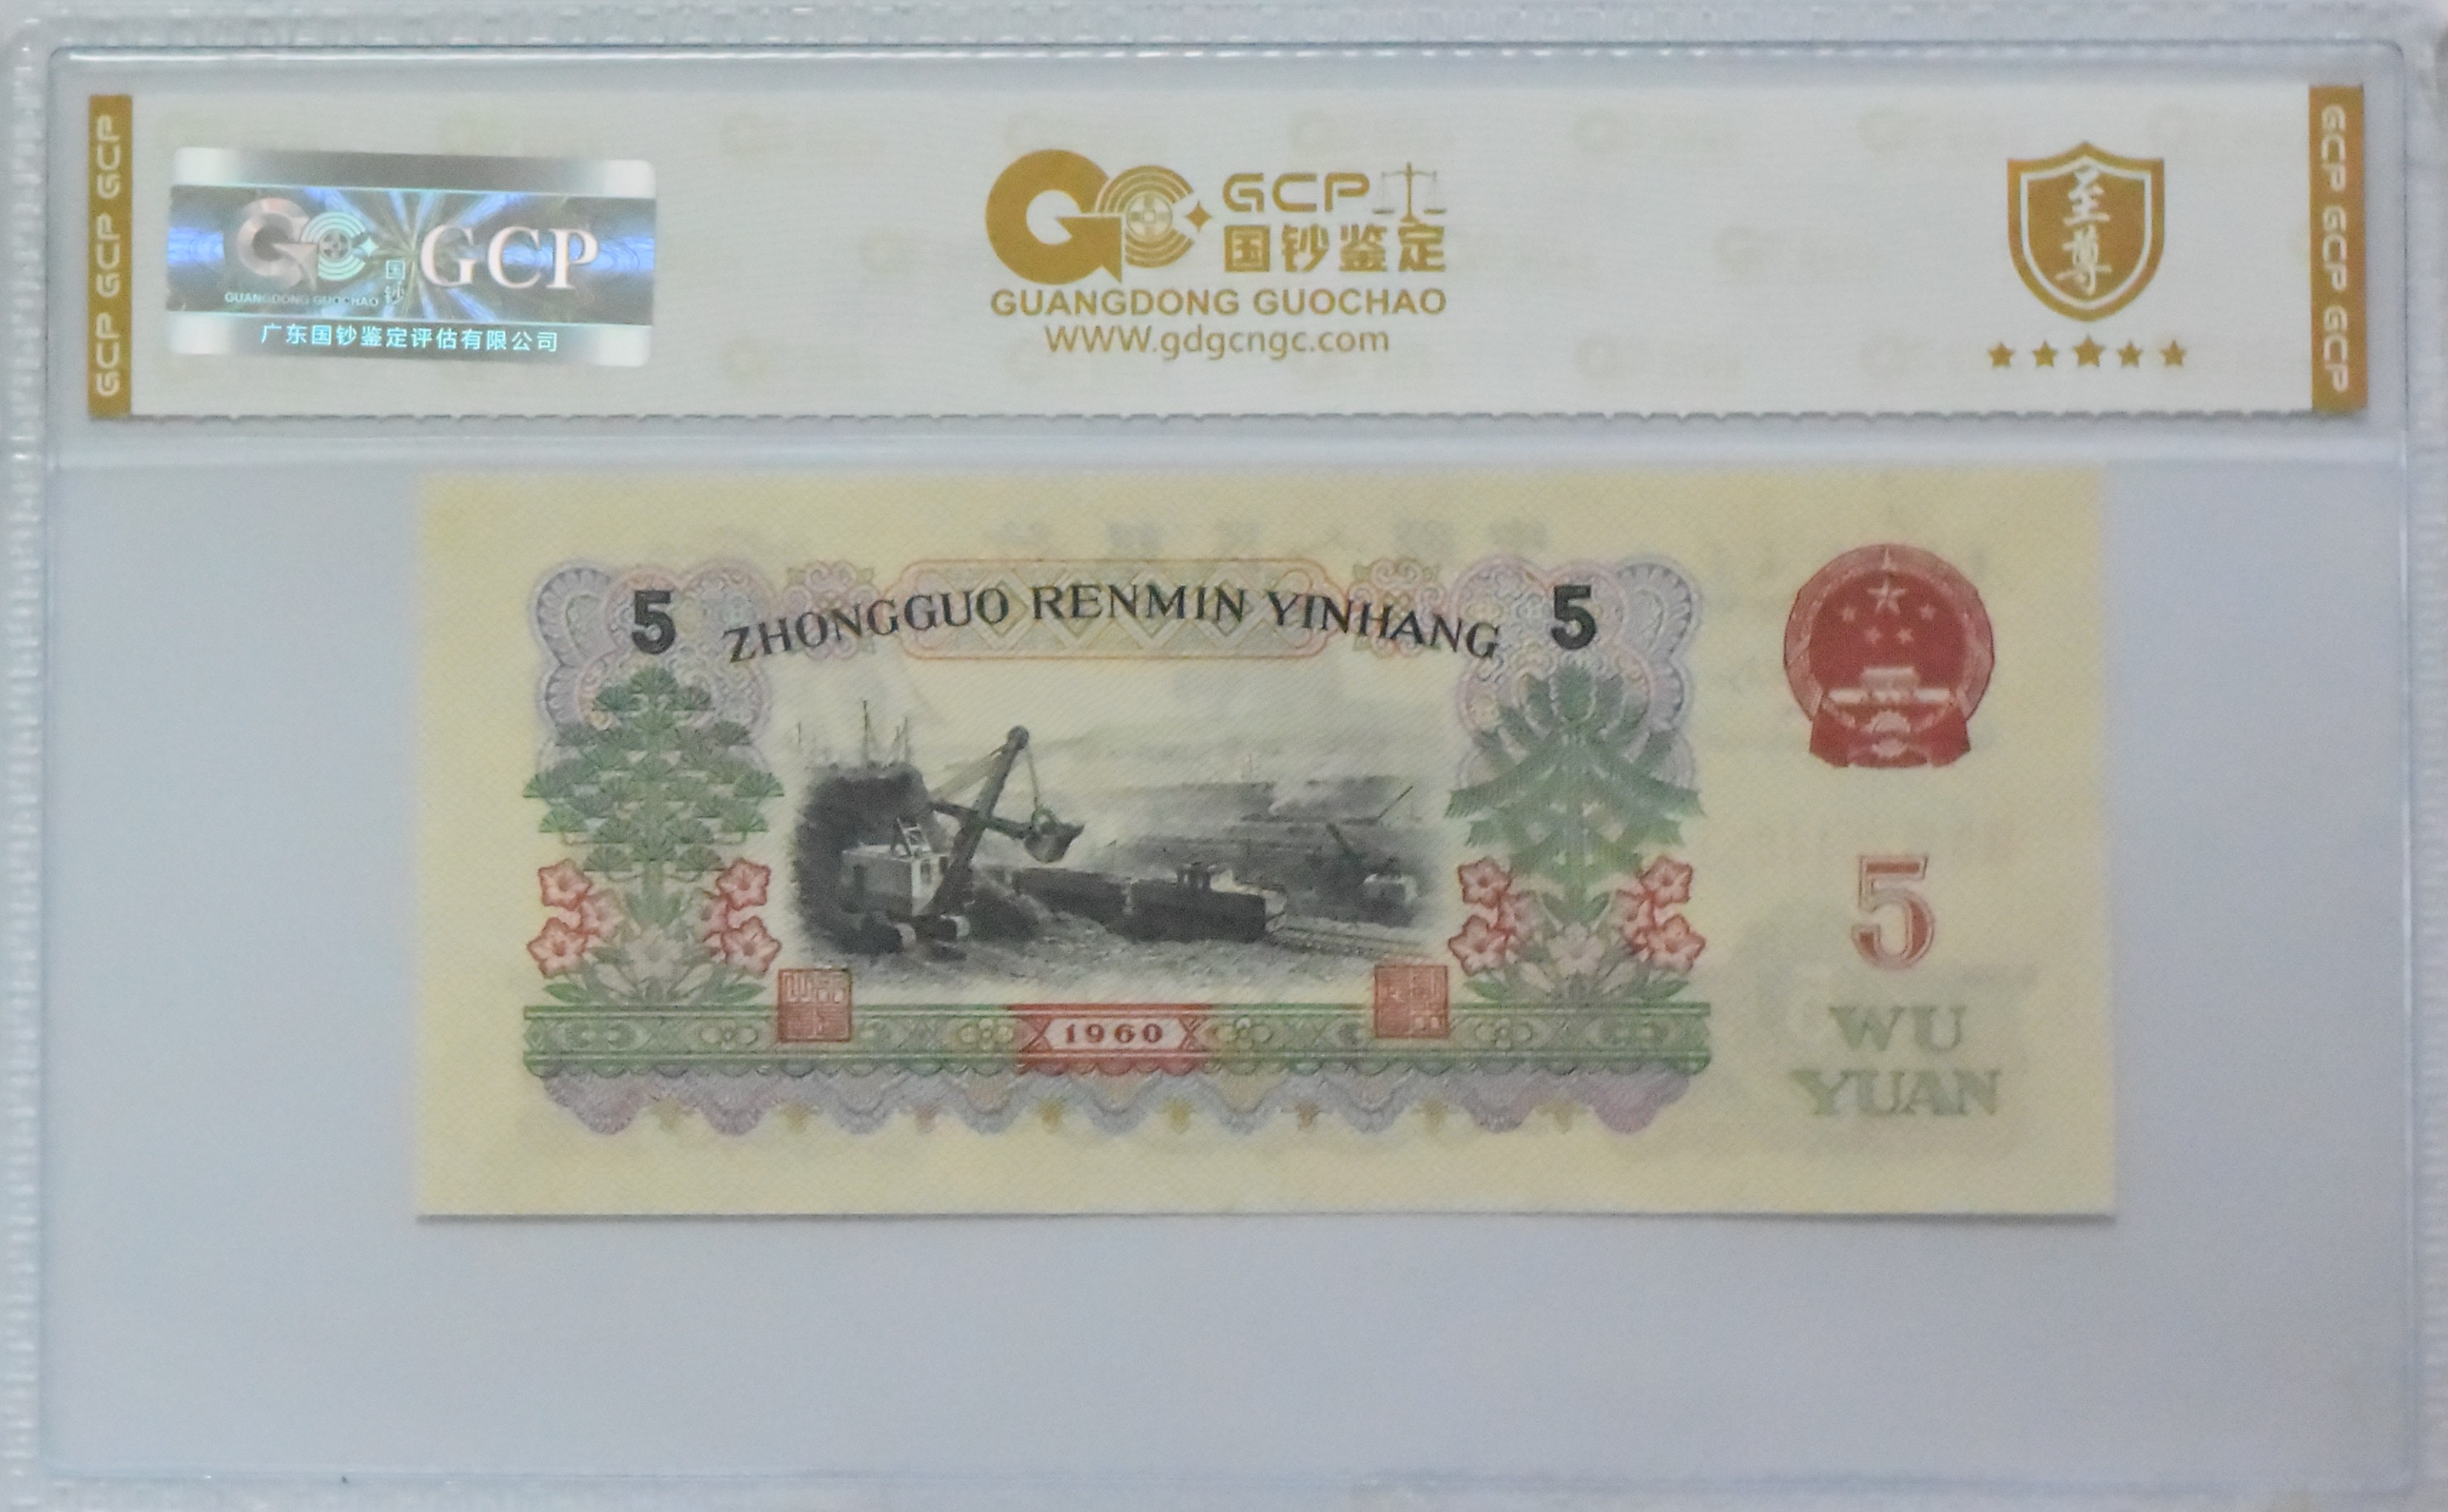 GCP GCP GCP
国钞
GCP
GUANGDONG GUOCHAO
广东国钞鉴定评估有限公司
GCP
国钞鉴定
GUANGDONG GUOCHAO
WWW.gdgcngc.com
至尊
GCP GCP GCP
5 ZHONGGUO RENMIN YINHANG 5
1960
5
WU
YUAN